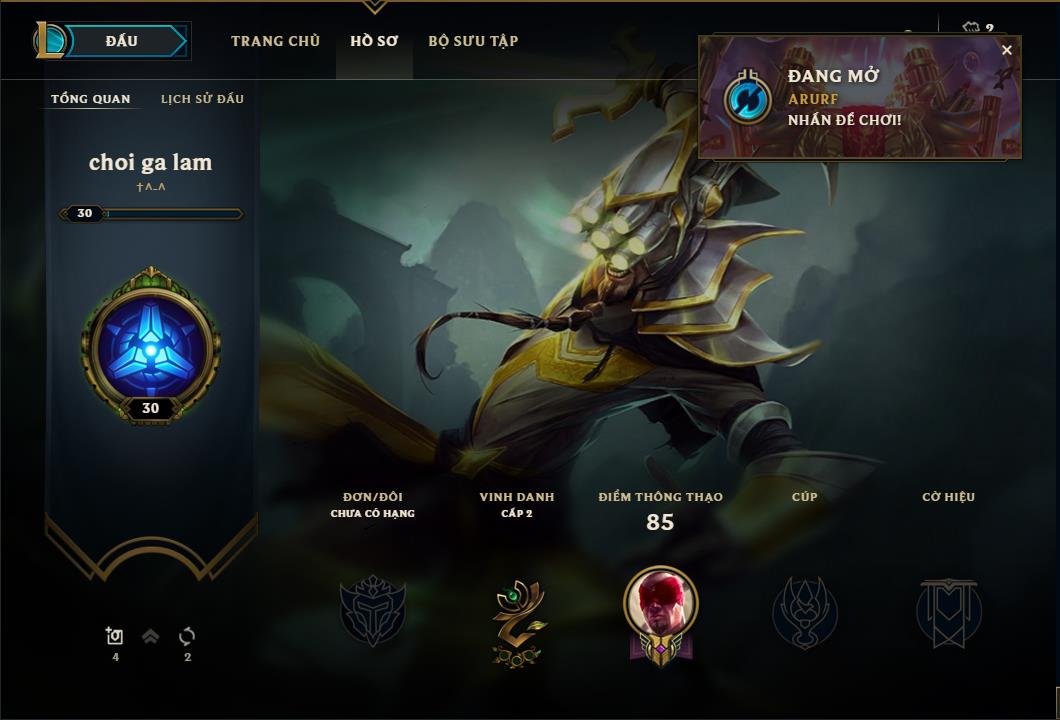 ĐẤU
TRANG CHỦ
HỒ SƠ
BỘ SƯU TẬP
2
ĐANG MỞ
ARURF
NHẤN ĐỂ CHƠI!
TỔNG QUAN
LỊCH SỬ ĐẤU
choi ga lam
†^-^
30
30
ĐƠN/ĐÔI
CHƯA CÓ HẠNG
VINH DANH
CẤP 2
ĐIỂM THÔNG THẠO
85
CÚP
CỜ HIỆU
4
2